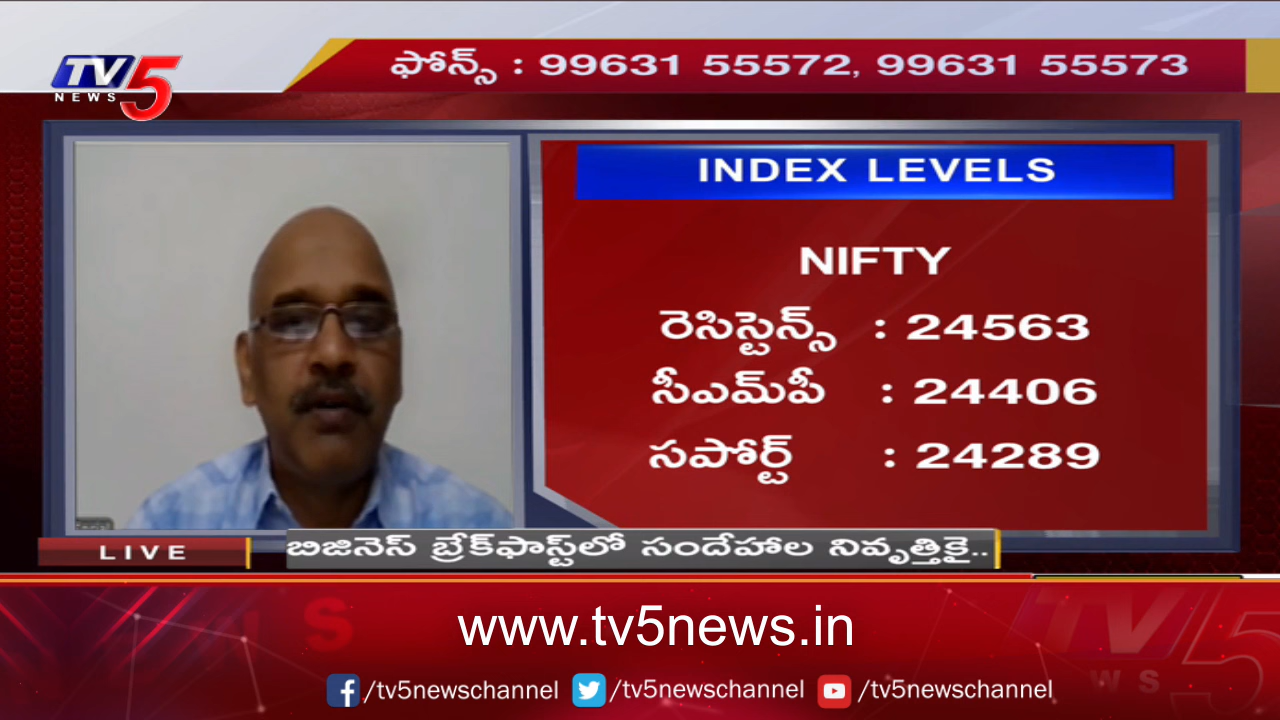 TV5
NEWS
ఫోన్స్ : 99631 55572, 99631 55573
INDEX LEVELS
NIFTY
రెసిస్టెన్స్ : 24563
సీఎమ్‌పీ : 24406
సపోర్ట్ : 24289
LIVE
బిజినెస్ బ్రేక్‌ఫాస్ట్‌లో సందేహాల నివృత్తికై..
www.tv5news.in
/tv5newschannel /tv5newschannel /tv5newschannel